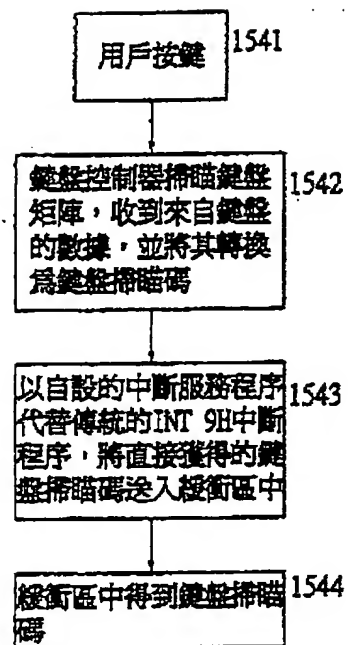 用戶按鍵
1541
鍵盤控制器掃瞄鍵盤
矩陣，收到來自鍵盤
的數據，並將其轉換
爲鍵盤掃瞄碼
1542
以自設的中斷服務程序
代替傳統的INT 9H中斷
程序，將直接獲得的鍵
盤掃瞄碼送入緩衝區中
1543
緩衝區中得到鍵盤掃瞄
碼
1544